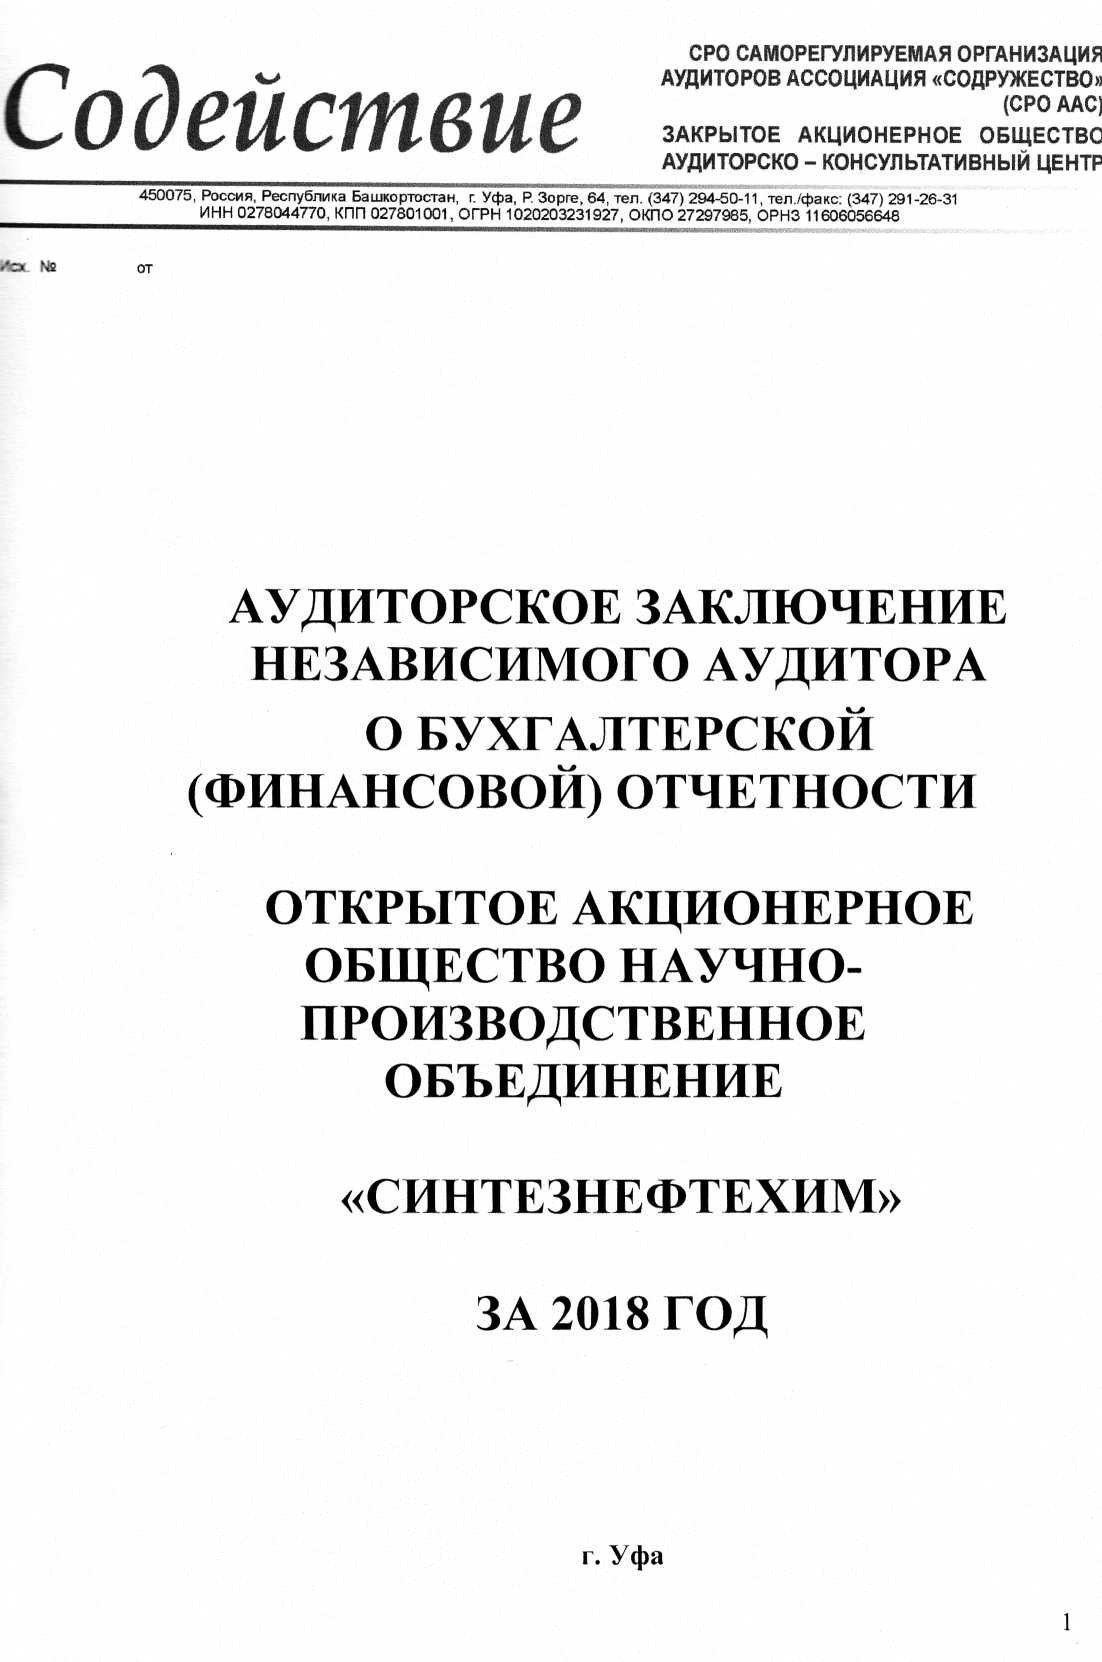 Содействие
СРО САМОРЕГУЛИРУЕМАЯ ОРГАНИЗАЦИЯ
АУДИТОРОВ АССОЦИАЦИЯ «СОДРУЖЕСТВО»
(СРО ААС)
ЗАКРЫТОЕ АКЦИОНЕРНОЕ ОБЩЕСТВО
АУДИТОРСКО – КОНСУЛЬТАТИВНЫЙ ЦЕНТР
450075, Россия, Республика Башкортостан, г. Уфа, Р. Зорге, 64, тел. (347) 294-50-11, тел./факс: (347) 291-26-31
ИНН 0278044770, КПП 027801001, ОГРН 1020203231927, ОКПО 27297985, ОРНЗ 11606056648
Исх. № от
АУДИТОРСКОЕ ЗАКЛЮЧЕНИЕ
НЕЗАВИСИМОГО АУДИТОРА
О БУХГАЛТЕРСКОЙ
(ФИНАНСОВОЙ) ОТЧЕТНОСТИ
ОТКРЫТОЕ АКЦИОНЕРНОЕ
ОБЩЕСТВО НАУЧНО-
ПРОИЗВОДСТВЕННОЕ
ОБЪЕДИНЕНИЕ
«СИНТЕЗНЕФТЕХИМ»
ЗА 2018 ГОД
г. Уфа
1